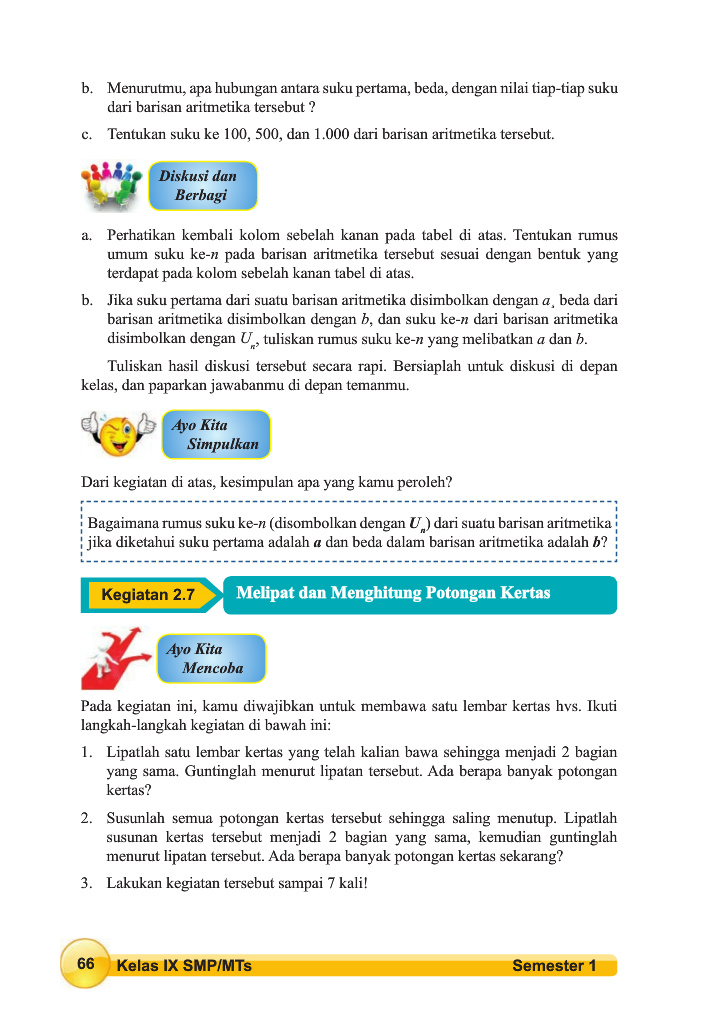 b. Menurutmu, apa hubungan antara suku pertama, beda, dengan nilai tiap-tiap suku
dari barisan aritmetika tersebut ?
c. Tentukan suku ke 100, 500, dan 1.000 dari barisan aritmetika tersebut.
Diskusi dan
Berbagi
a. Perhatikan kembali kolom sebelah kanan pada tabel di atas. Tentukan rumus
umum suku ke-n pada barisan aritmetika tersebut sesuai dengan bentuk yang
terdapat pada kolom sebelah kanan tabel di atas.
b. Jika suku pertama dari suatu barisan aritmetika disimbolkan dengan a¸ beda dari
barisan aritmetika disimbolkan dengan b, dan suku ke-n dari barisan aritmetika
disimbolkan dengan Uₙ, tuliskan rumus suku ke-n yang melibatkan a dan b.
Tuliskan hasil diskusi tersebut secara rapi. Bersiaplah untuk diskusi di depan
kelas, dan paparkan jawabanmu di depan temanmu.
Ayo Kita
Simpulkan
Dari kegiatan di atas, kesimpulan apa yang kamu peroleh?
Bagaimana rumus suku ke-n (disombolkan dengan Uₙ) dari suatu barisan aritmetika
jika diketahui suku pertama adalah a dan beda dalam barisan aritmetika adalah b?
Kegiatan 2.7 Melipat dan Menghitung Potongan Kertas
Ayo Kita
Mencoba
Pada kegiatan ini, kamu diwajibkan untuk membawa satu lembar kertas hvs. Ikuti
langkah-langkah kegiatan di bawah ini:
1. Lipatlah satu lembar kertas yang telah kalian bawa sehingga menjadi 2 bagian
yang sama. Guntinglah menurut lipatan tersebut. Ada berapa banyak potongan
kertas?
2. Susunlah semua potongan kertas tersebut sehingga saling menutup. Lipatlah
susunan kertas tersebut menjadi 2 bagian yang sama, kemudian guntinglah
menurut lipatan tersebut. Ada berapa banyak potongan kertas sekarang?
3. Lakukan kegiatan tersebut sampai 7 kali!
66 Kelas IX SMP/MTs Semester 1